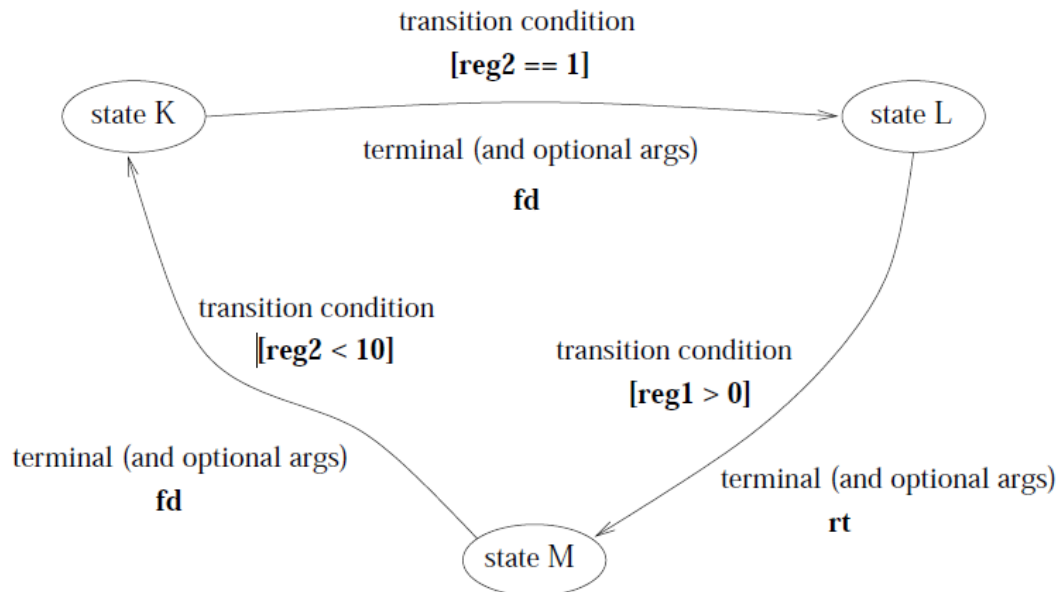 transition condition
[reg2 == 1]
state K
state L
terminal (and optional args)
fd
transition condition
[reg2 < 10]
transition condition
[reg1 > 0]
terminal (and optional args)
fd
terminal (and optional args)
rt
state M